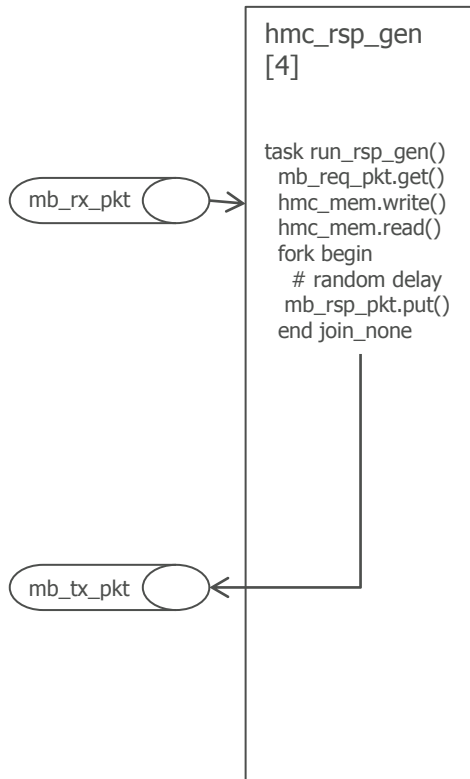 hmc_rsp_gen
[4]
task run_rsp_gen()
mb_req_pkt.get()
hmc_mem.write()
hmc_mem.read()
fork begin
# random delay
mb_rsp_pkt.put()
end join_none
mb_rx_pkt
mb_tx_pkt